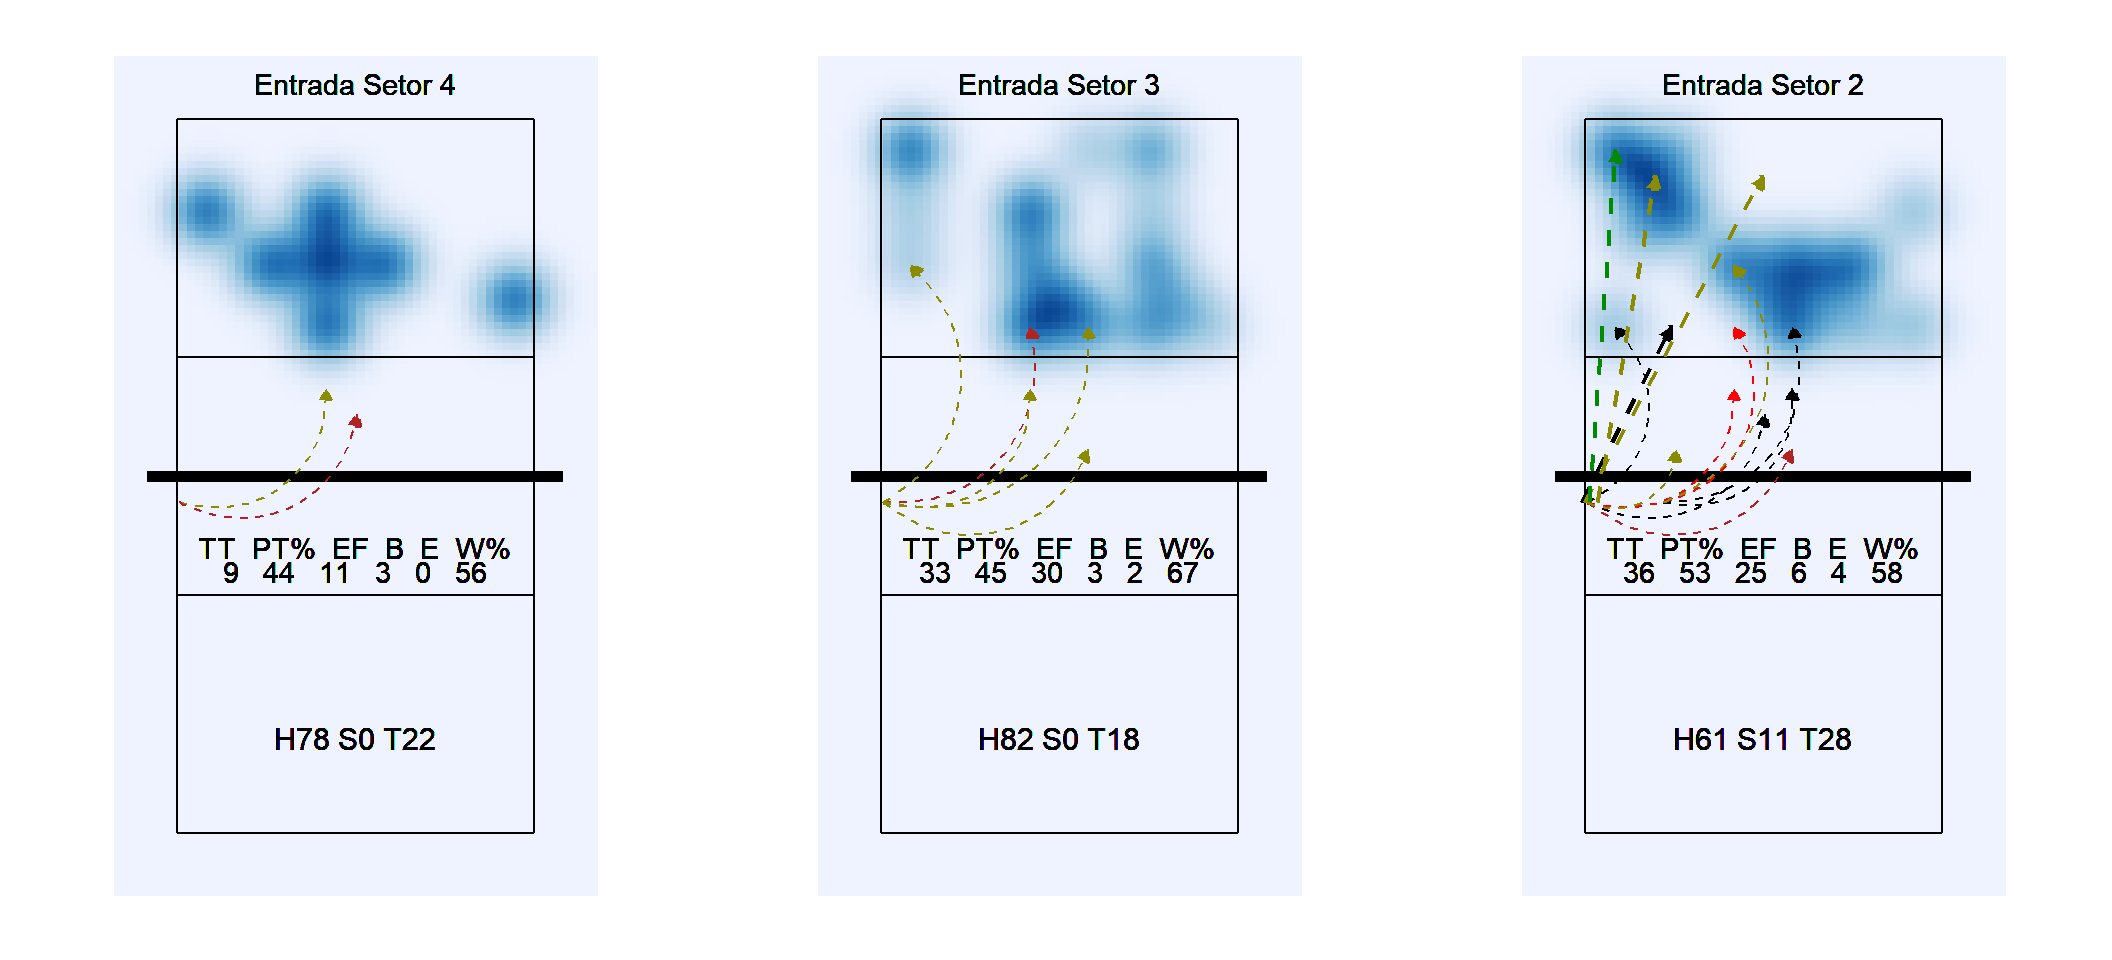 Entrada Setor 4
TT PT% EF B E W%
9 44 11 3 0 56
H78 S0 T22
Entrada Setor 3
TT PT% EF B E W%
33 45 30 3 2 67
H82 S0 T18
Entrada Setor 2
TT PT% EF B E W%
36 53 25 6 4 58
H61 S11 T28